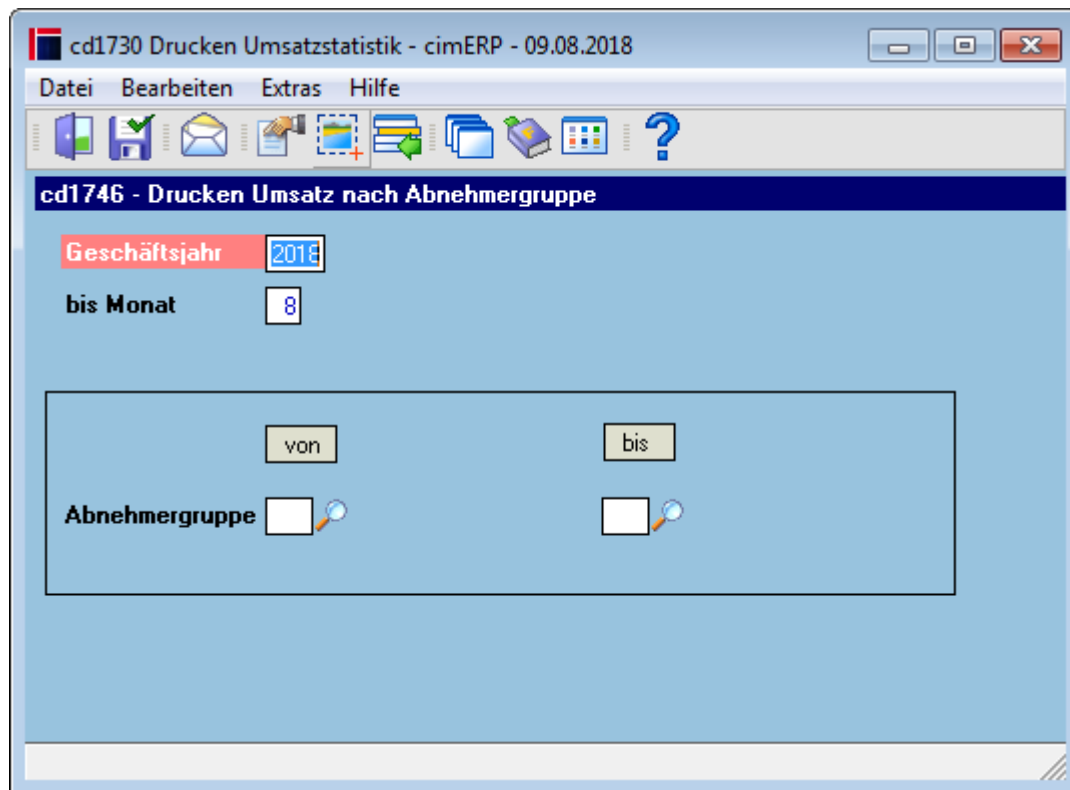 cd1730 Drucken Umsatzstatistik - cimERP - 09.08.2018
Datei Bearbeiten Extras Hilfe
cd1746 - Drucken Umsatz nach Abnehmergruppe
Geschäftsjahr 2018
bis Monat 8
von bis
Abnehmergruppe